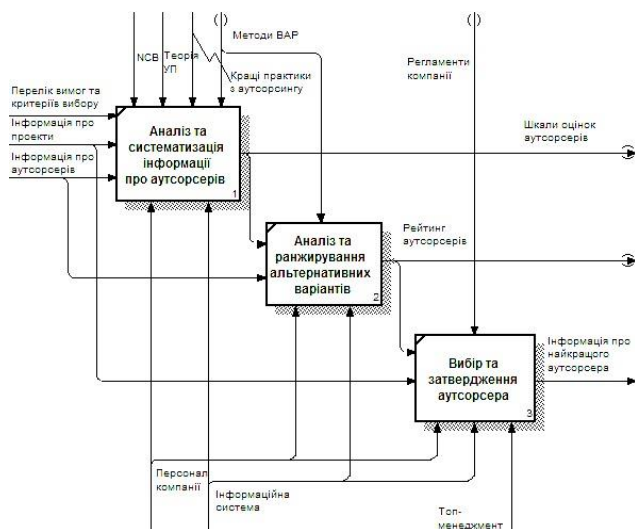 ( )
( )
NCB
Теорія
УП
Методи ВАР
Кращі практики
з аутсорсингу
Регламенти
компанії
Перелік вимог та
критеріїв вибору
Інформація про
проекти
Інформація про
аутсорсерів
Аналіз та
систематизация
інформації
про аутсорсерів
1
Шкали оцінок
аутсорсерів
Аналіз та
ранжирування
альтернативних
варіантів
2
Рейтинг
аутсорсерів
Вибір та
затвердження
аутсорсера
3
Інформація про
найкращого
аутсорсера
Персонал
компанії
Інформаційна
система
Топ-
менеджмент